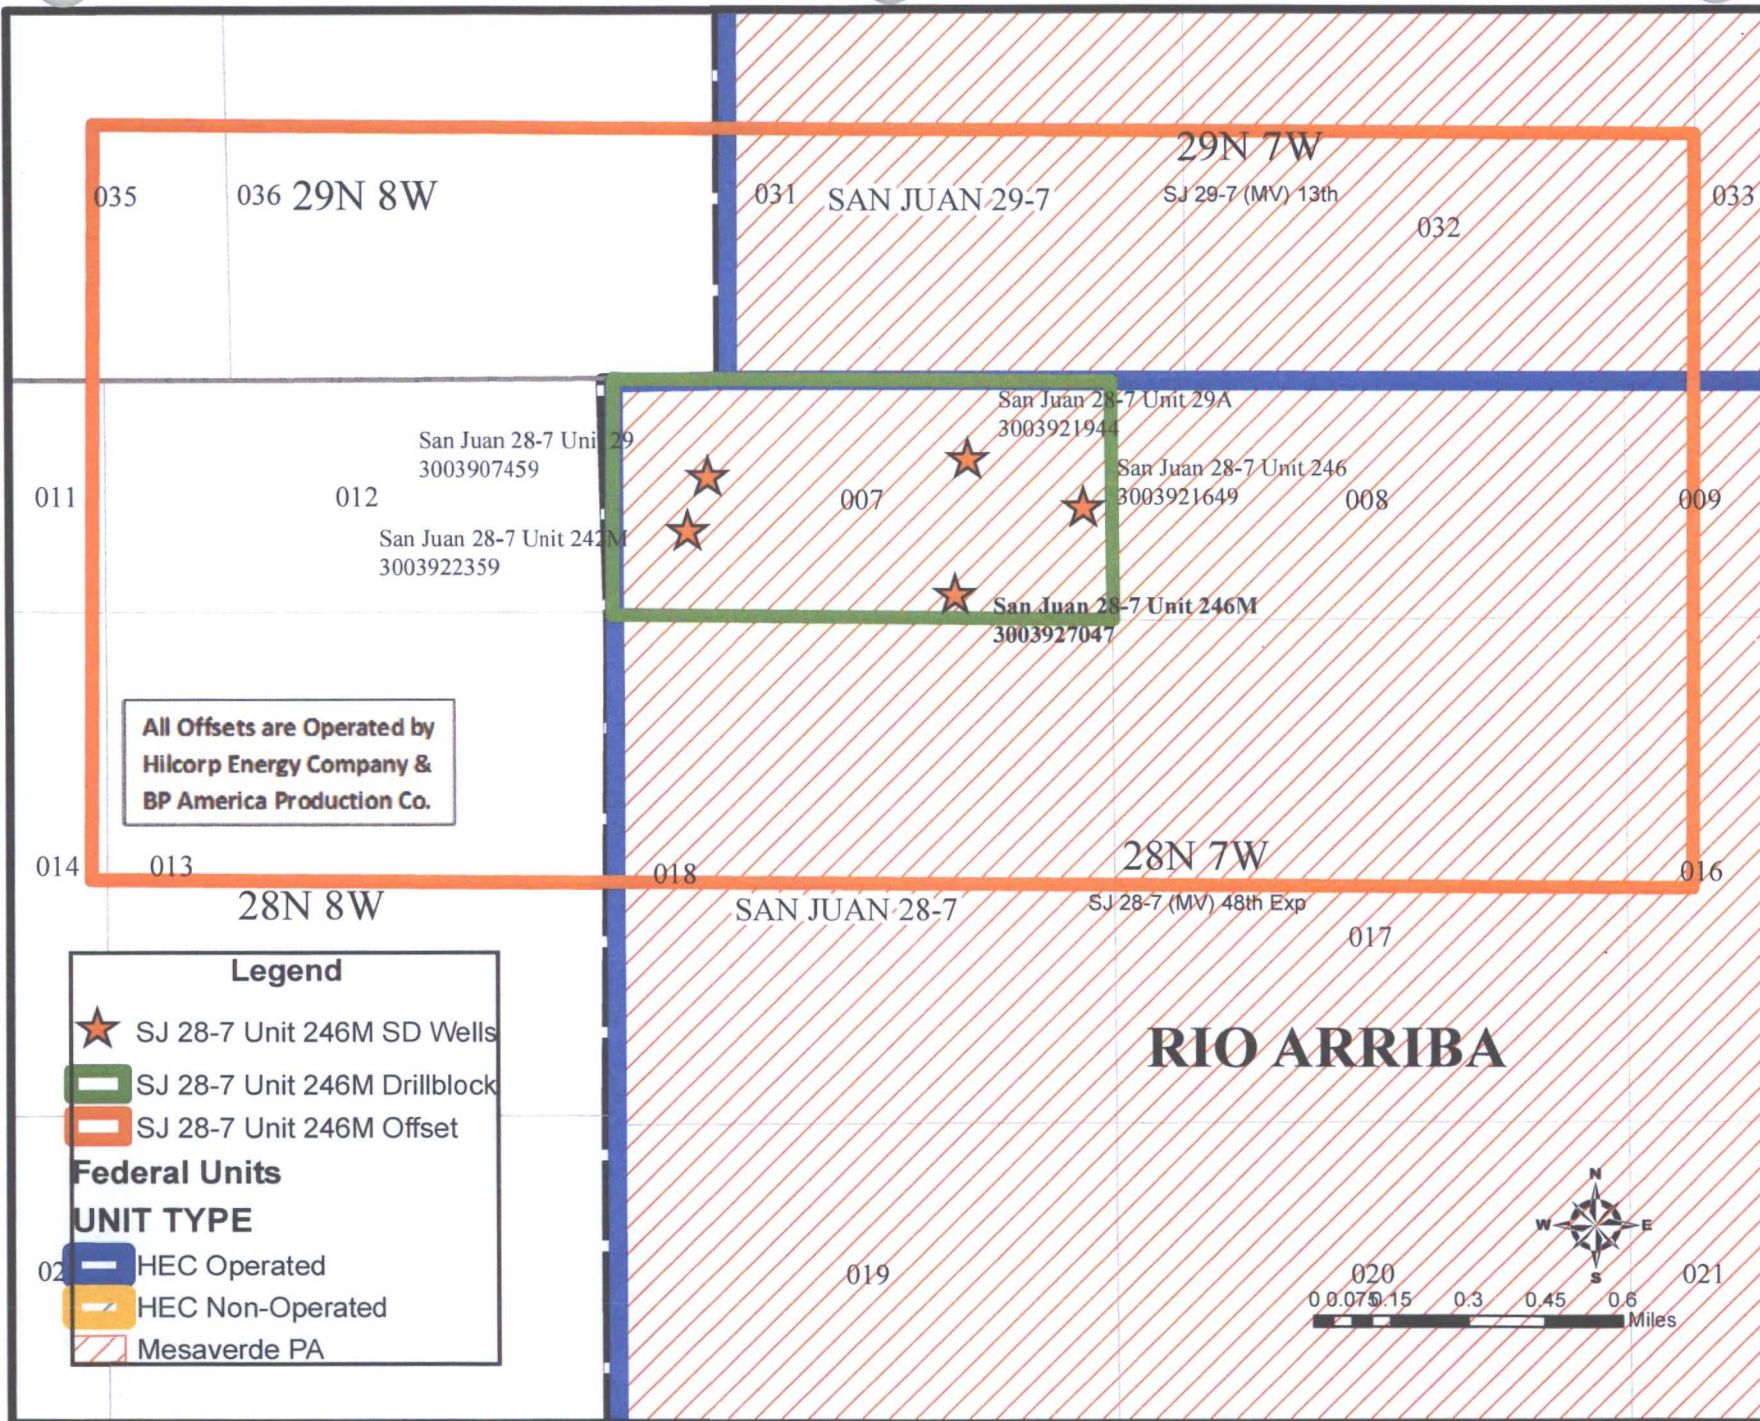 29N 7W
035
036 29N 8W
031 SAN JUAN 29-7
SJ 29-7 (MV) 13th
033
032
San Juan 28-7 Unit 29A
3003921944
San Juan 28-7 Unit 29
3003907459
San Juan 28-7 Unit 246
3003921649
011
012
007
008
009
San Juan 28-7 Unit 242M
3003922359
San Juan 28-7 Unit 246M
3003927047
All Offsets are Operated by
Hilcorp Energy Company &
BP America Production Co.
014
013
018
28N 7W
016
28N 8W
SAN JUAN 28-7
SJ 28-7 (MV) 48th Exp
017
Legend
SJ 28-7 Unit 246M SD Wells
SJ 28-7 Unit 246M Drillblock
SJ 28-7 Unit 246M Offset
Federal Units
UNIT TYPE
HEC Operated
HEC Non-Operated
Mesaverde PA
RIO ARRIBA
N
W E
S
019
020
021
0 0.075 0.15 0.3 0.45 0.6
Miles